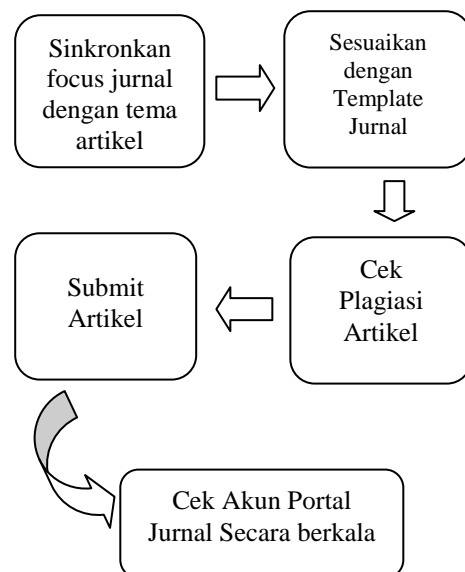 Sinkronkan
focus jurnal
dengan tema
artikel
Sesuaikan
dengan
Template
Jurnal
Cek
Plagiasi
Artikel
Submit
Artikel
Cek Akun Portal
Jurnal Secara berkala